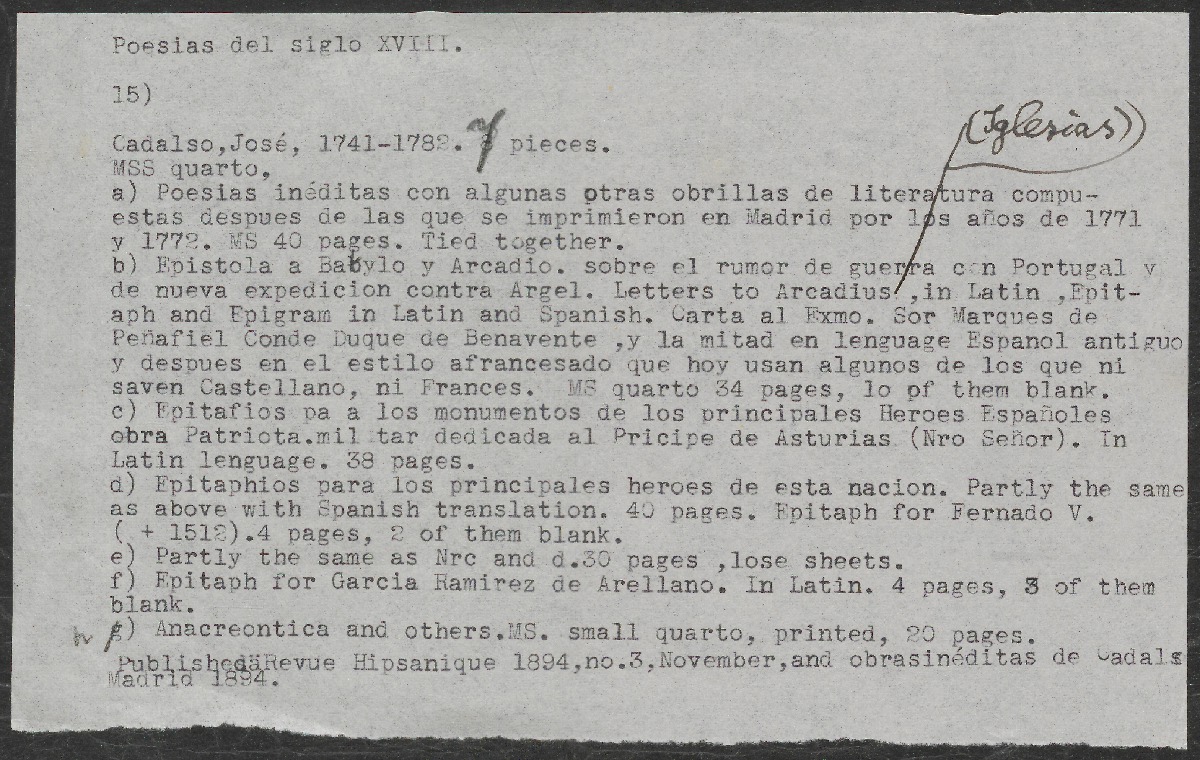 Poesias del siglo XVIII.
15)
(Iglesias)
Cadalso,José, 1741-1782. 7 pieces.
MSS quarto,
a) Poesias inéditas con algunas otras obrillas de literatura compu-
estas despues de las que se imprimieron en Madrid por los años de 1771
y 1772. MS 40 pages. Tied together.
b) Epistola a Babylo y Arcadio. sobre el rumor de guerra con Portugal y
de nueva expedicion contra Argel. Letters to Arcadius ,in Latin ,Epit-
aph and Epigram in Latin and Spanish. Carta al Exmo. Sor Marques de
Peñafiel Conde Duque de Benavente ,y la mitad en lenguage Espanol antiguo
y despues en el estilo afrancesado que hoy usan algunos de los que ni
saven Castellano, ni Frances. MS quarto 34 pages, lo of them blank.
c) Epitafios pa a los monumentos de los principales Heroes Españoles
obra Patriota.mil tar dedicada al Pricipe de Asturias (Nro Señor). In
Latin lenguage. 38 pages.
d) Epitaphios para los principales heroes de esta nacion. Partly the same
as above with Spanish translation. 40 pages. Epitaph for Fernado V.
( + 1512).4 pages, 2 of them blank.
e) Partly the same as Nrc and d.30 pages ,lose sheets.
f) Epitaph for Garcia Ramirez de Arellano. In Latin. 4 pages, 3 of them
blank.
g) Anacreontica and others.MS. small quarto, printed, 20 pages.
Published Revue Hipsanique 1894,no.3,November,and obrasinéditas de Cadals
Madrid 1894.